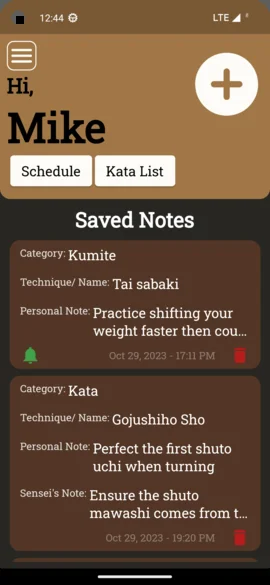 12:44
LTE
Hi,
Mike
Schedule
Kata List
Saved Notes
Category: Kumite
Technique/ Name: Tai sabaki
Personal Note: Practice shifting your
weight faster then cou...
Oct 29, 2023 - 17:11 PM
Category: Kata
Technique/ Name: Gojushiho Sho
Personal Note: Perfect the first shuto
uchi when turning
Sensei's Note: Ensure the shuto
mawashi comes from t...
Oct 29, 2023 - 19:20 PM